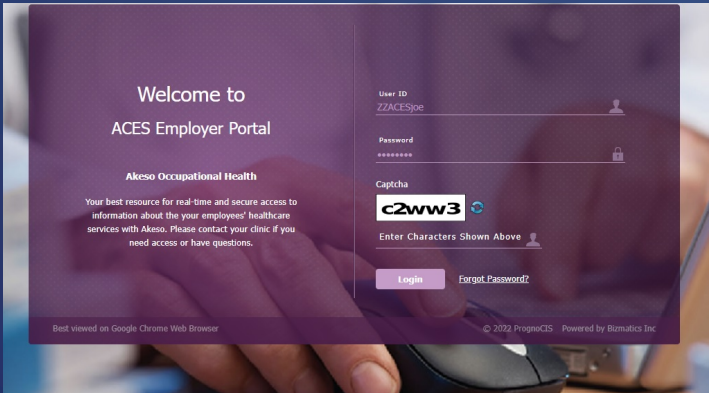 Welcome to
ACES Employer Portal
Akeso Occupational Health
Your best resource for real-time and secure access to
information about the your employees' healthcare
services with Akeso. Please contact your clinic if you
need access or have questions.
User ID
ZZACESjoe
Password
••••••••
Captcha
c2ww3
Enter Characters Shown Above
Login
Forgot Password?
Best viewed on Google Chrome Web Browser
© 2022 PrognoCIS Powered by Bizmatics Inc